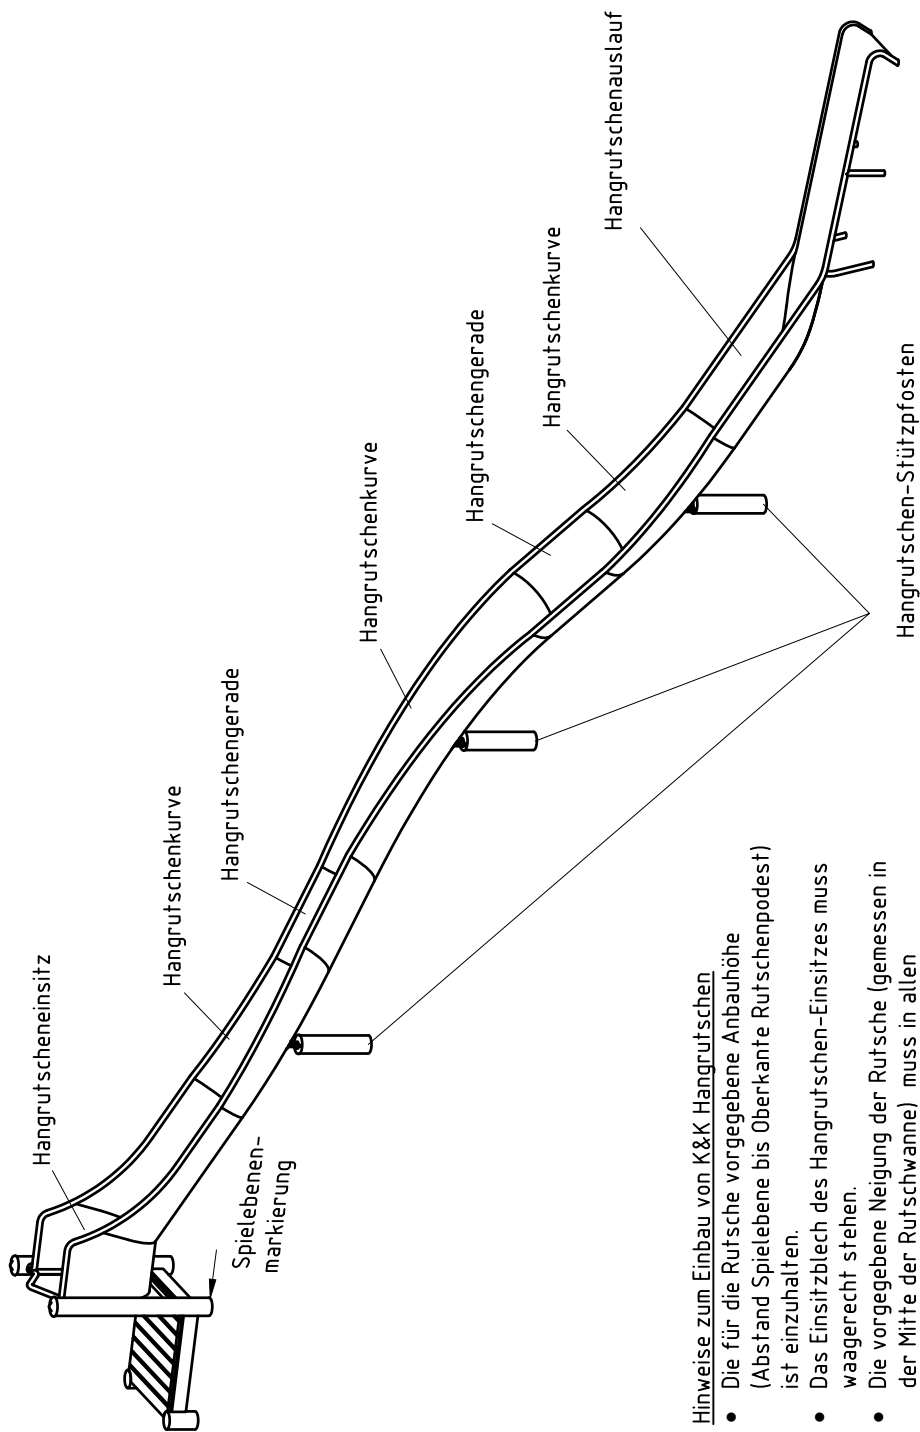 Hangrutscheneinsitz
Hangrutschenkurve
Hangrutschengerade
Hangrutschenkurve
Hangrutschengerade
Hangrutschenkurve
Hangrutschenauslauf
Spielebenen-
markierung
Hangrutschen-Stützpfosten
Hinweise zum Einbau von K&K Hangrutschen
• Die für die Rutsche vorgegebene Anbauhöhe
(Abstand Spielebene bis Oberkante Rutschenpodest)
ist einzuhalten.
• Das Einsitzblech des Hangrutschen-Einsitzes muss
waagerecht stehen.
• Die vorgegebene Neigung der Rutsche (gemessen in
der Mitte der Rutschwanne) muss in allen